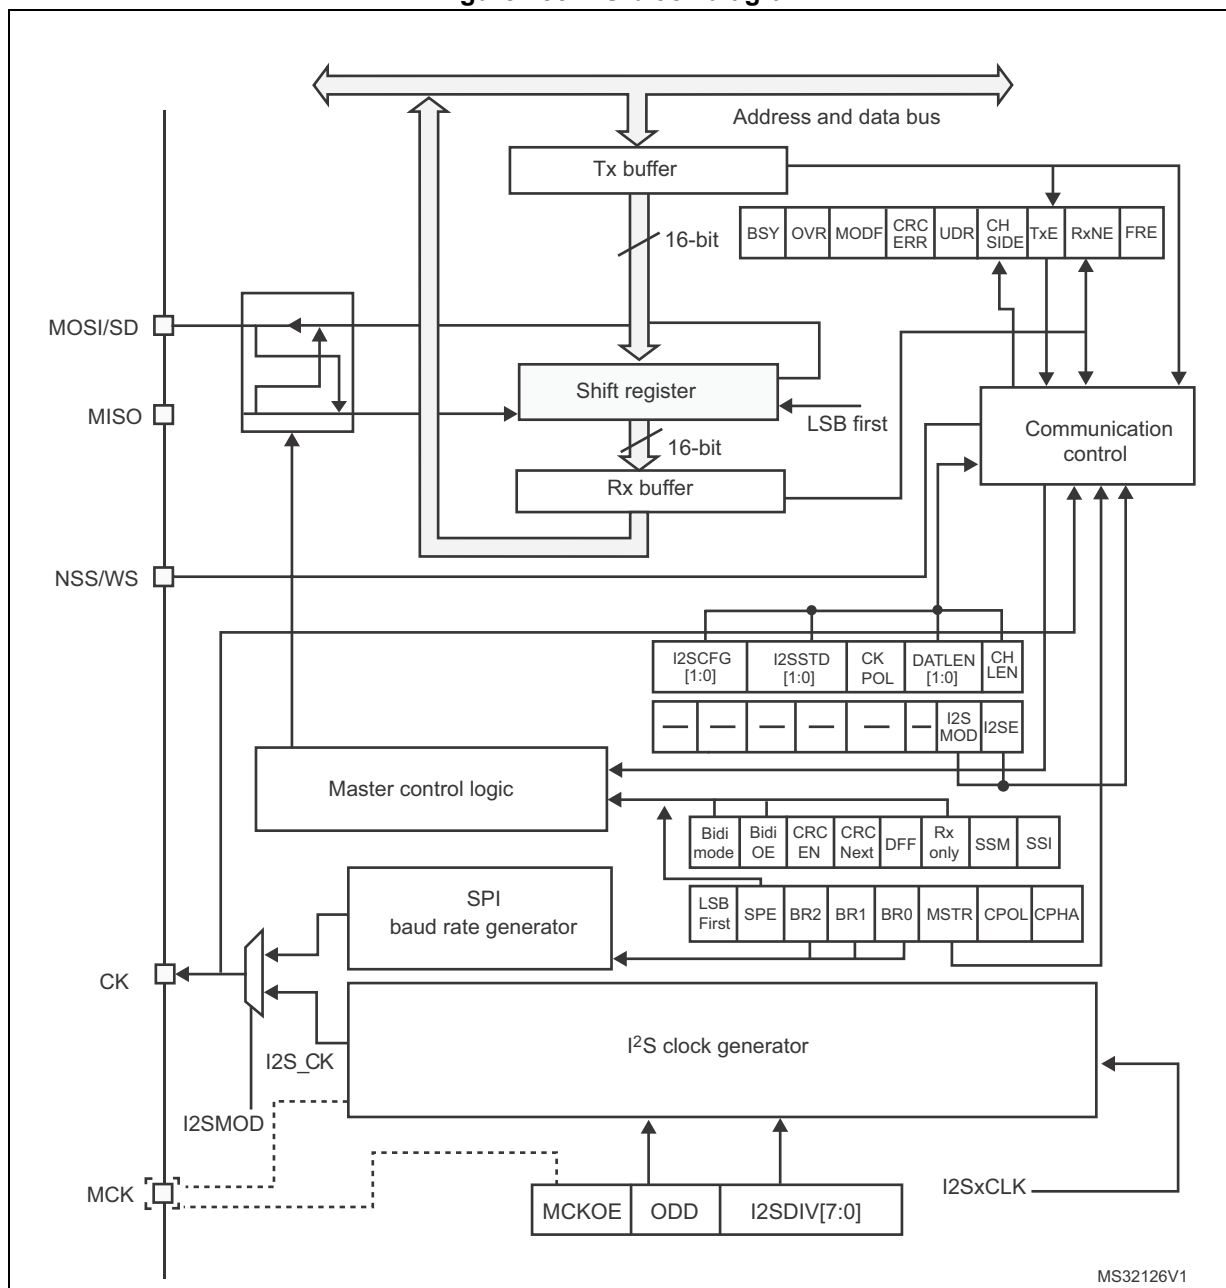 Address and data bus
Tx buffer
BSY OVR MODF CRC ERR UDR CH SIDE TxE RxNE FRE
16-bit
MOSI/SD
Shift register
MISO
LSB first
Communication control
16-bit
Rx buffer
NSS/WS
I2SCFG [1:0] I2SSTD [1:0] CK POL DATLEN [1:0] CH LEN
— — — — — — I2S MOD I2SE
Master control logic
Bidi mode Bidi OE CRC EN CRC Next DFF Rx only SSM SSI
SPI
baud rate generator
LSB First SPE BR2 BR1 BR0 MSTR CPOL CPHA
CK
I²S clock generator
I2S_CK
I2SMOD
MCK
I2SxCLK
MCKOE ODD I2SDIV[7:0]
MS32126V1